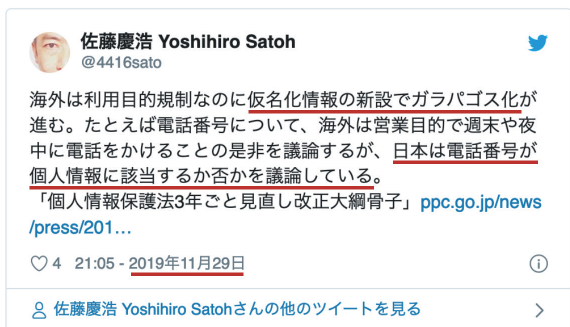 佐藤慶浩 Yoshihiro Satoh
@4416sato
海外は利用目的規制なのに仮名化情報の新設でガラパゴス化が
進む。たとえば電話番号について、海外は営業目的で週末や夜
中に電話をかけることの是非を議論するが、日本は電話番号が
個人情報に該当するか否かを議論している。
「個人情報保護法3年ごと見直し改正大綱骨子」ppc.go.jp/news
/press/201…
4 21:05 - 2019年11月29日
佐藤慶浩 Yoshihiro Satohさんの他のツイートを見る